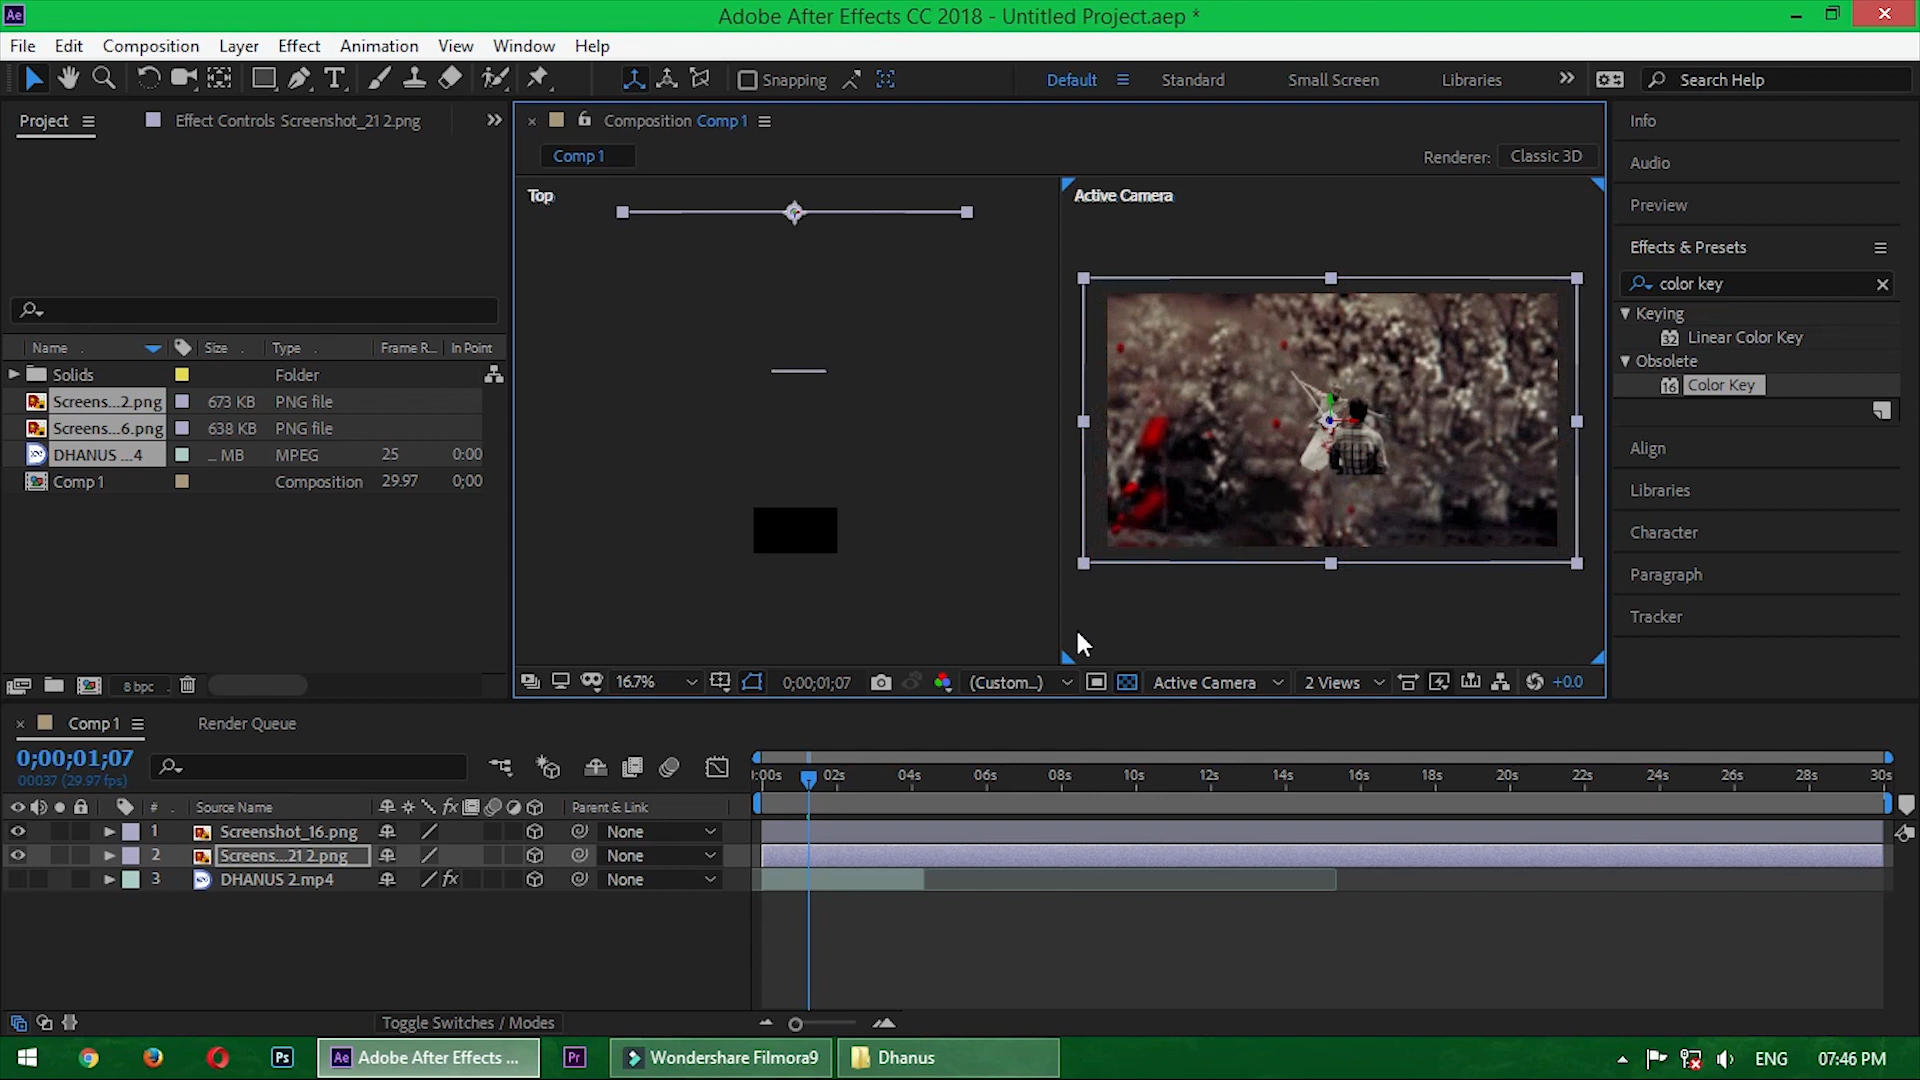 Ae
Adobe After Effects CC 2018 - Untitled Project.aep *
File Edit Composition Layer Effect Animation View Window Help
Snapping
Default Standard Small Screen Libraries
Search Help
Project
Effect Controls Screenshot_21 2.png
Composition Comp 1
Comp 1
Renderer: Classic 3D
Top
Active Camera
Info
Audio
Preview
Effects & Presets
color key
Keying
32 Linear Color Key
Obsolete
16 Color Key
Align
Libraries
Character
Paragraph
Tracker
Name Size Type Frame R... In Point
Solids Folder
Screens...2.png 673 KB PNG file
Screens...6.png 638 KB PNG file
DHANUS ...4 ... MB MPEG 25 0:00
Comp 1 Composition 29.97 0;00
8 bpc
16.7% 0;00;01;07 (Custom...) Active Camera 2 Views +0.0
Comp 1 Render Queue
0;00;01;07
00037 (29.97 fps)
):00s 02s 04s 06s 08s 10s 12s 14s 16s 18s 20s 22s 24s 26s 28s 30s
# Source Name fx Parent & Link
1 Screenshot_16.png None
2 Screens...21 2.png None
3 DHANUS 2.mp4 fx None
Toggle Switches / Modes
Ps Ae Adobe After Effects ... Pr Wondershare Filmora9 Dhanus ENG 07:46 PM